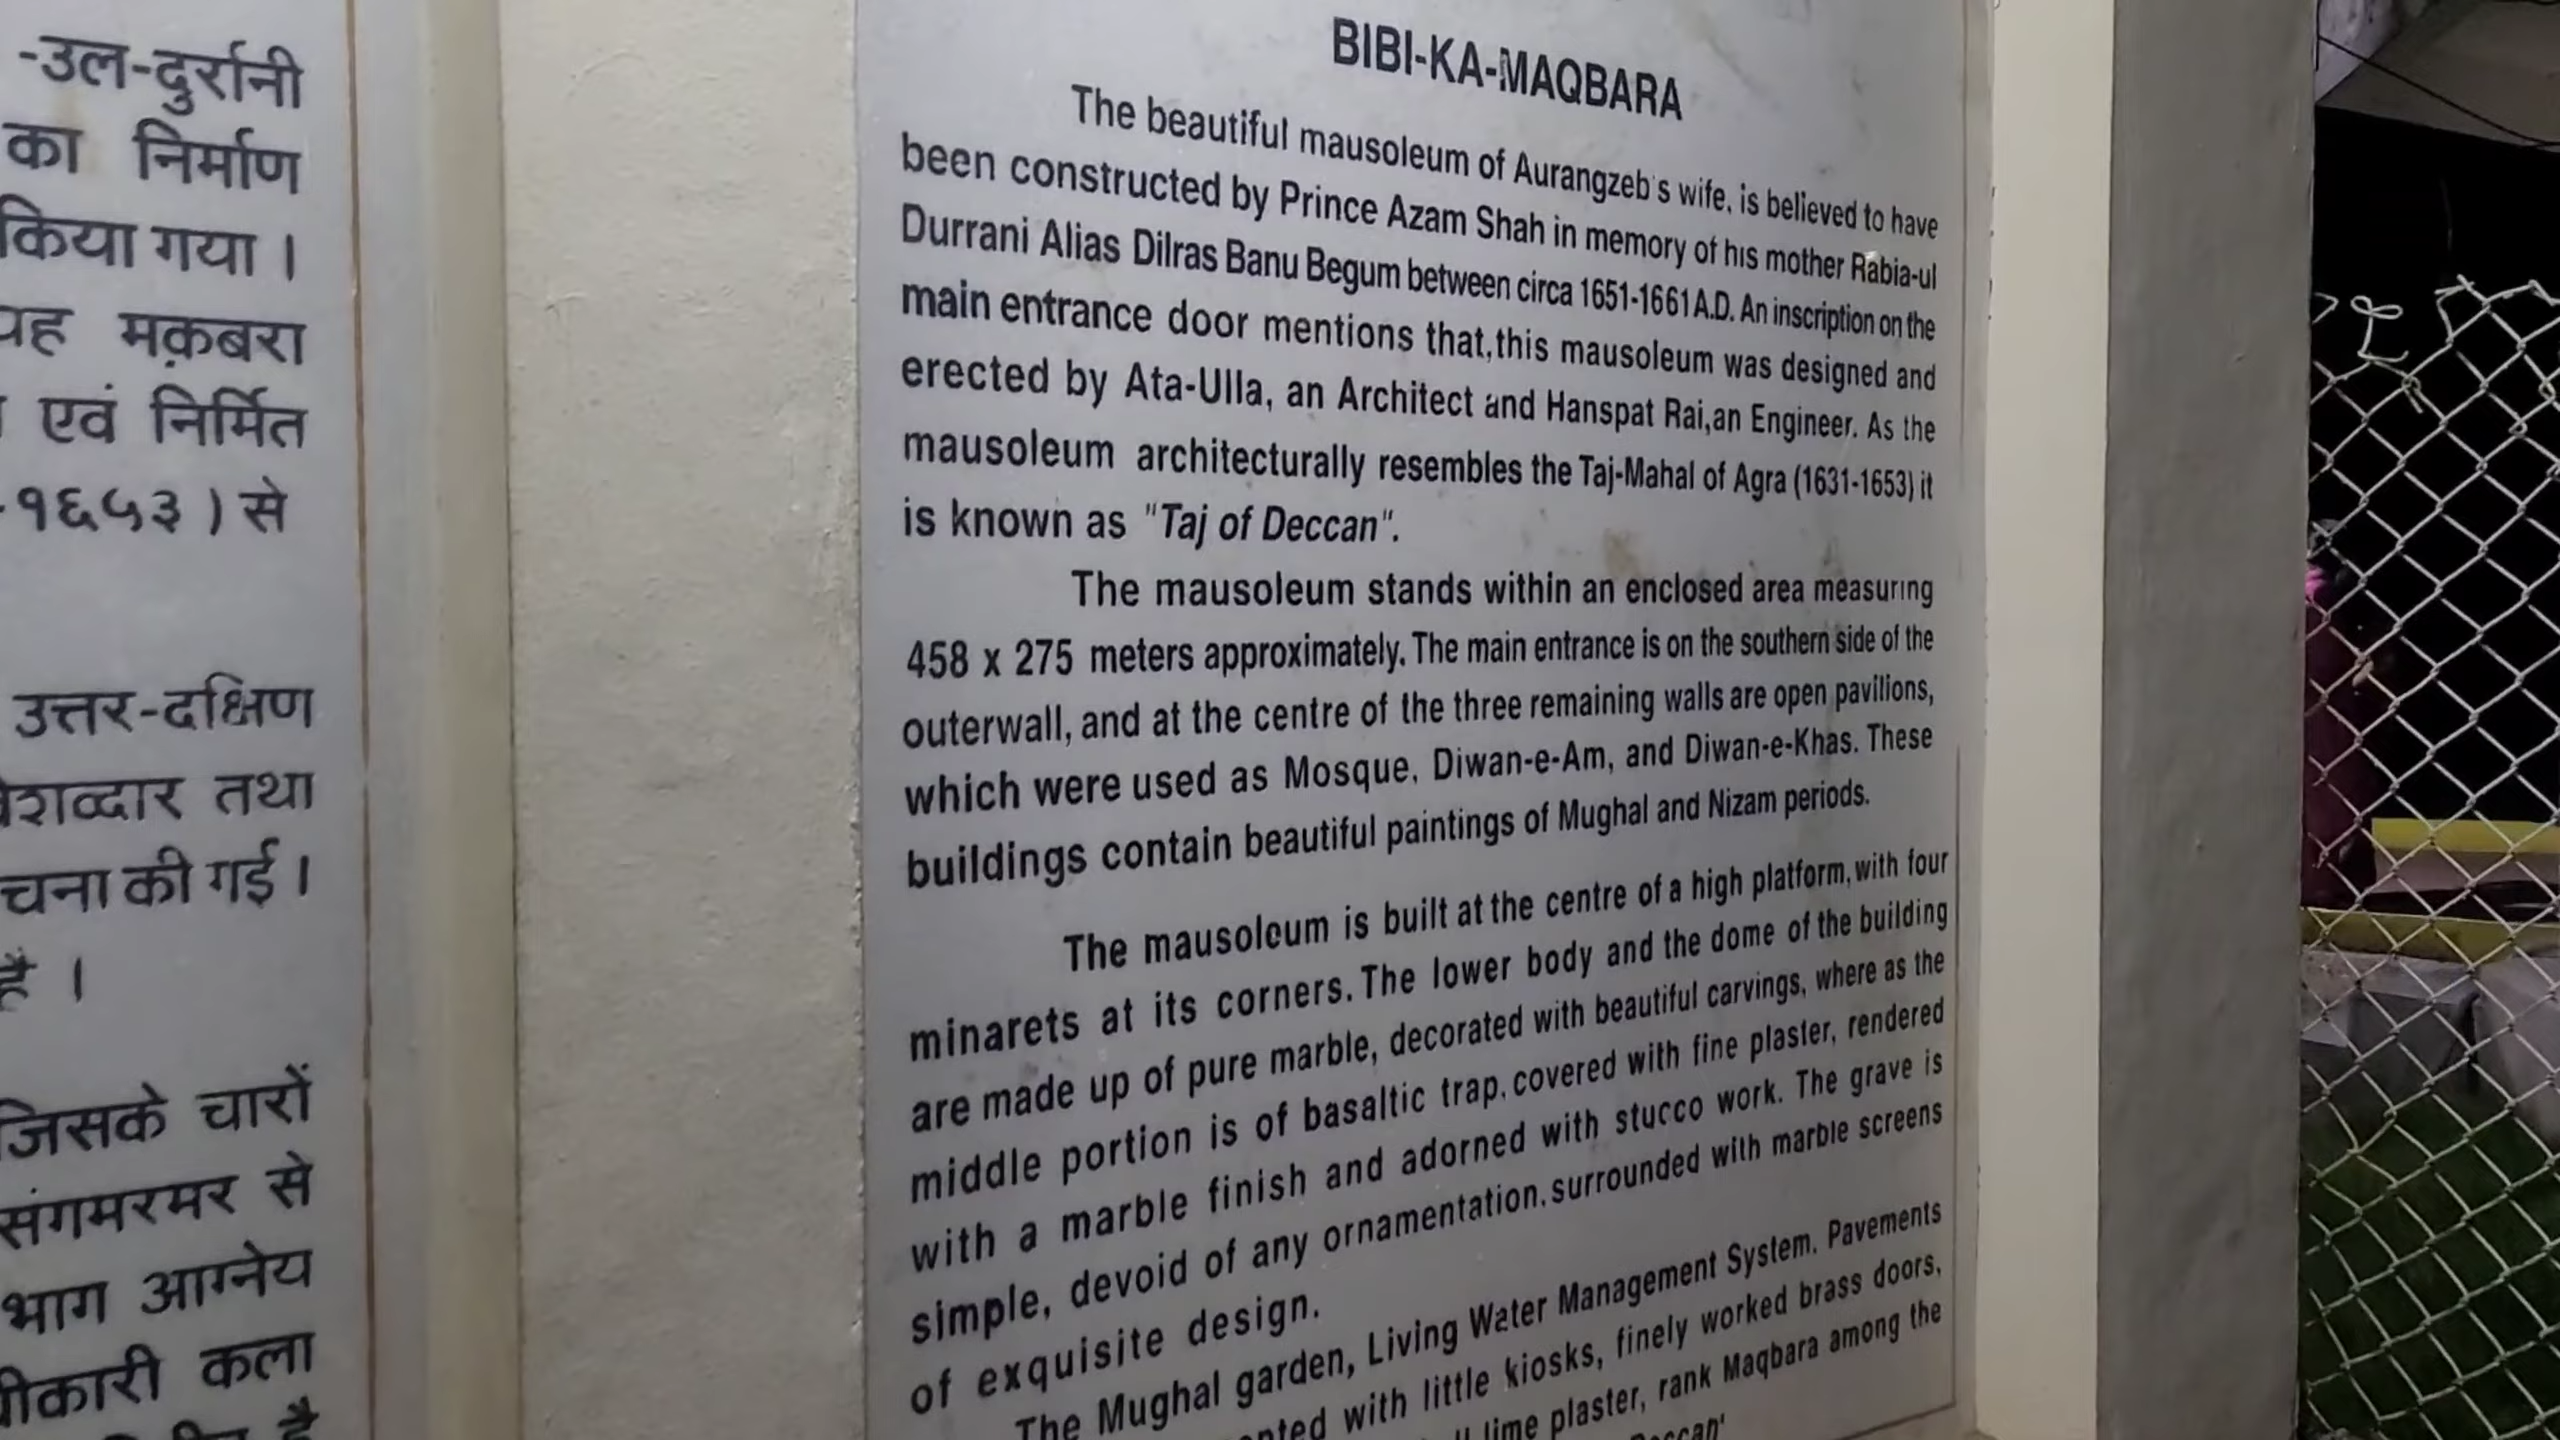 -उल-दुर्रानी
का निर्माण
किया गया ।
यह मक़बरा
एवं निर्मित
-१६५३ ) से
उत्तर-दक्षिण
तथा
की गई ।
है ।
जिसके चारों
संगमरमर से
भाग आग्नेय
कला
है
BIBI-KA-MAQBARA
The beautiful mausoleum of Aurangzeb's wife, is believed to have
been constructed by Prince Azam Shah in memory of his mother Rabia-ul
Durrani Alias Dilras Banu Begum between circa 1651-1661 A.D. An inscription on the
main entrance door mentions that,this mausoleum was designed and
erected by Ata-Ulla, an Architect and Hanspat Rai,an Engineer. As the
mausoleum architecturally resembles the Taj-Mahal of Agra (1631-1653) it
is known as "Taj of Deccan".
The mausoleum stands within an enclosed area measuring
458 x 275 meters approximately. The main entrance is on the southern side of the
outerwall, and at the centre of the three remaining walls are open pavilions,
which were used as Mosque, Diwan-e-Am, and Diwan-e-Khas. These
buildings contain beautiful paintings of Mughal and Nizam periods.
The mausoleum is built at the centre of a high platform, with four
minarets at its corners. The lower body and the dome of the building
are made up of pure marble, decorated with beautiful carvings, where as the
middle portion is of basaltic trap, covered with fine plaster, rendered
with a marble finish and adorned with stucco work. The grave is
simple, devoid of any ornamentation, surrounded with marble screens
of exquisite design.
The Mughal garden, Living Water Management System. Pavements
with little kiosks, finely worked brass doors,
lime plaster, rank Maqbara among the